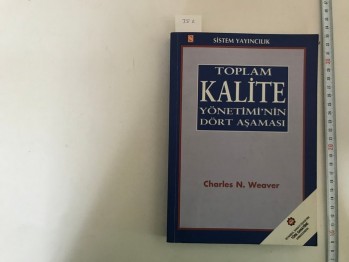 SİSTEM YAYINCILIK
TOPLAM
KALİTE
YÖNETİMİ'NİN
DÖRT AŞAMASI
Charles N. Weaver